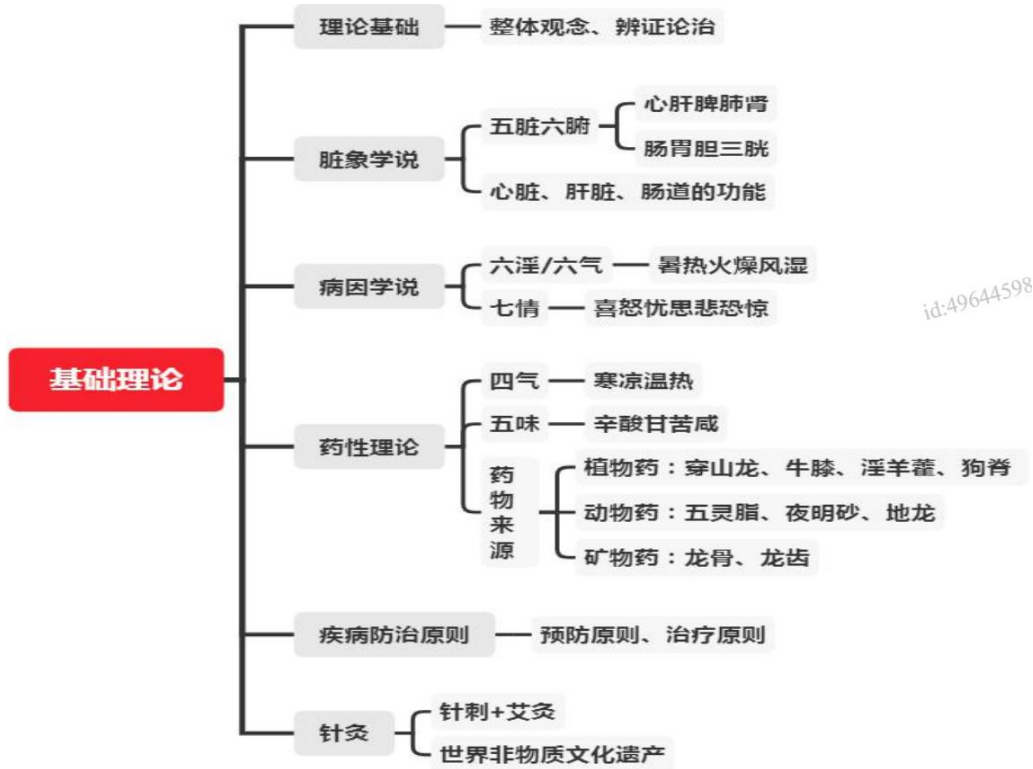 基础理论
理论基础
整体观念、辨证论治
脏象学说
五脏六腑
心肝脾肺肾
肠胃胆三胱
心脏、肝脏、肠道的功能
病因学说
六淫/六气
暑热火燥风湿
七情
喜怒忧思悲恐惊
药性理论
四气
寒凉温热
五味
辛酸甘苦咸
药
物
来
源
植物药：穿山龙、牛膝、淫羊藿、狗脊
动物药：五灵脂、夜明砂、地龙
矿物药：龙骨、龙齿
疾病防治原则
预防原则、治疗原则
针灸
针刺+艾灸
世界非物质文化遗产
id:49644598